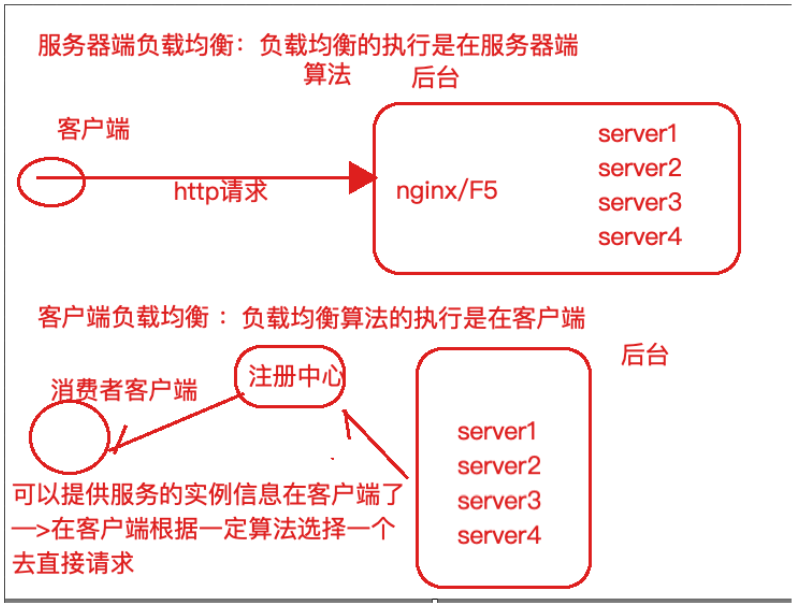 服务器端负载均衡：负载均衡的执行是在服务器端
算法
后台
客户端
http请求
nginx/F5
server1
server2
server3
server4
客户端负载均衡 ：负载均衡算法的执行是在客户端
后台
注册中心
消费者客户端
server1
server2
server3
server4
可以提供服务的实例信息在客户端了
—>在客户端根据一定算法选择一个
去直接请求